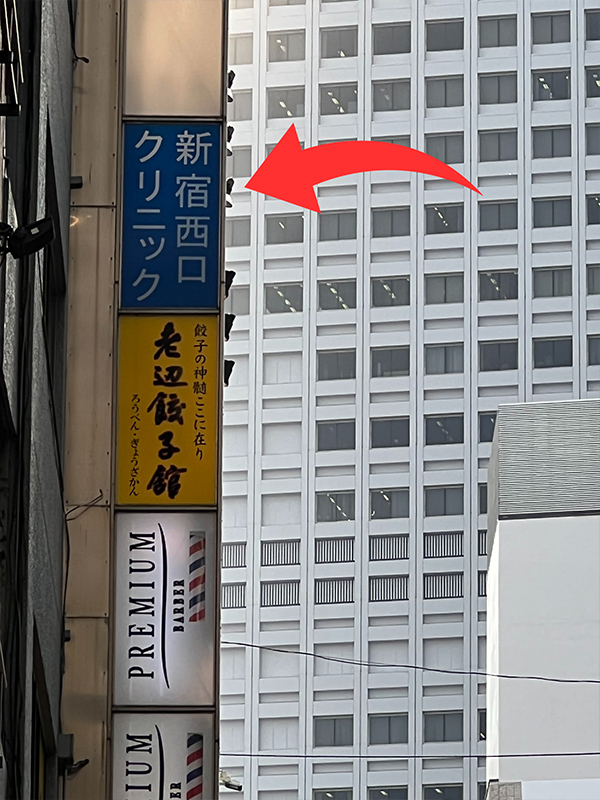 新宿西口
クリニック
餃子の神髄ここに在り
老辺餃子館
ろうべん・ぎょうざかん
PREMIUM
BARBER
IUM